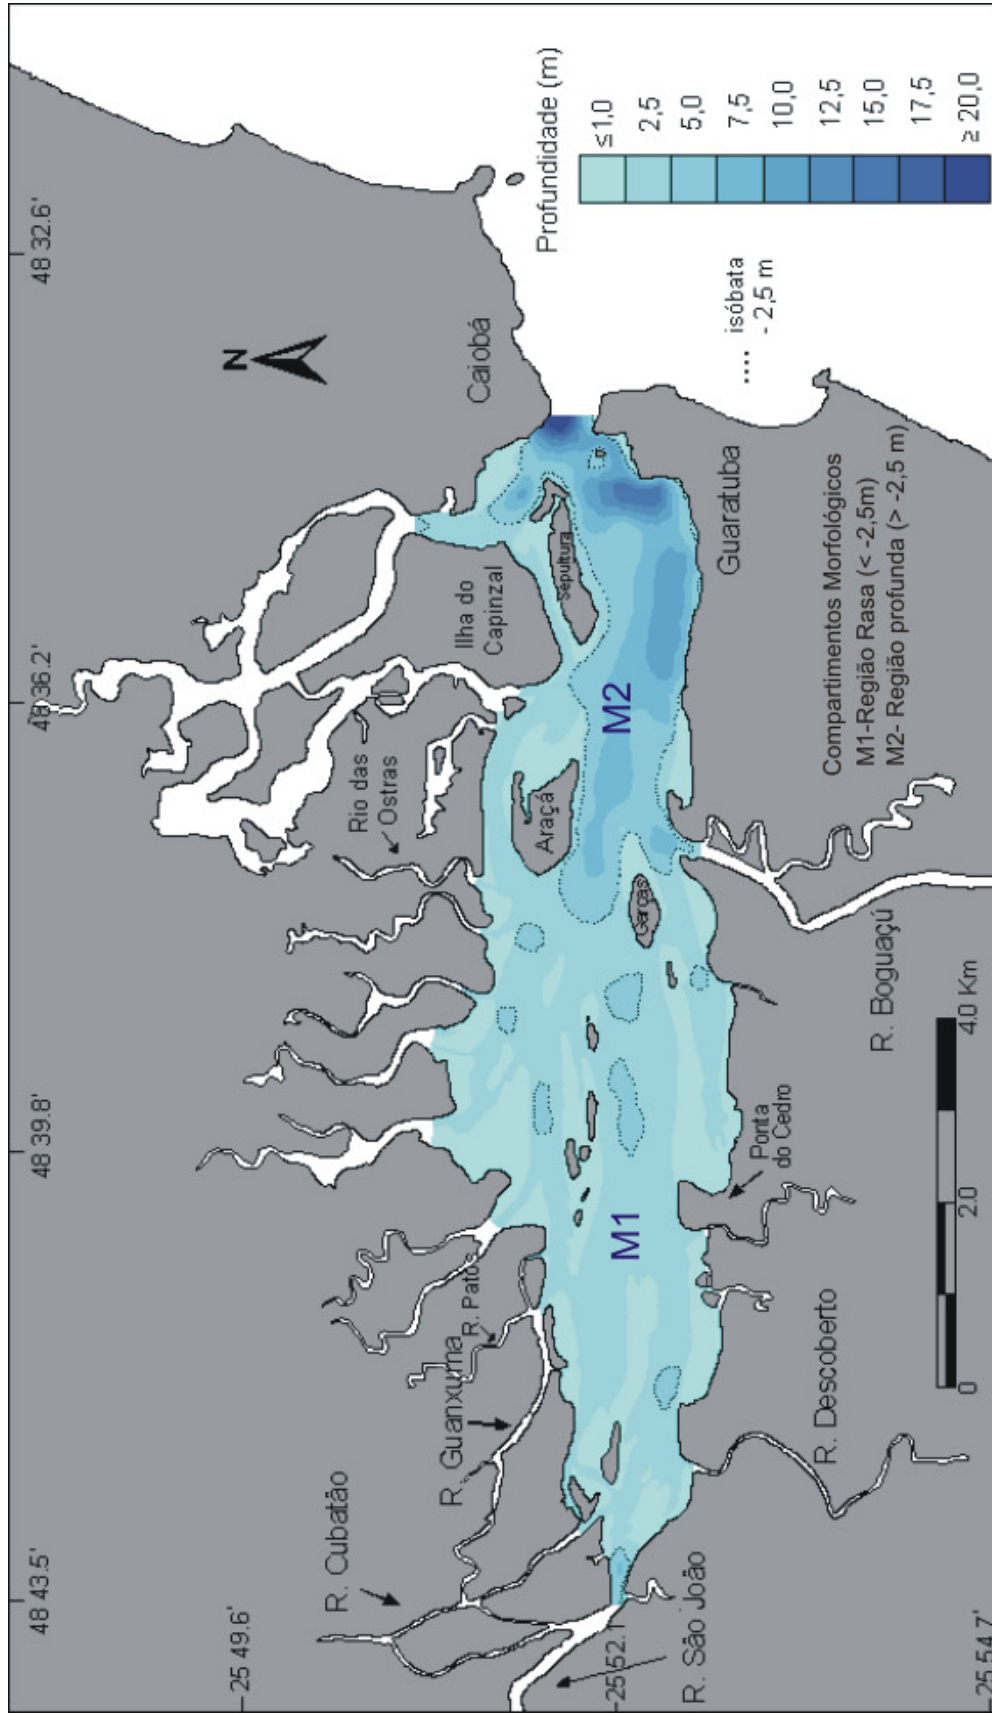 48 43.5'
48 39.8'
48 36.2'
48 32.6'
25 49.6'
25 52.1'
25 54.7'
N
R. Cubatão
R. Guanxuma
R. Patos
Rio das
Ostras
Ilha do
Capinzal
Caiobá
Profundidade (m)
≤1,0
2,5
5,0
7,5
10,0
12,5
15,0
17,5
≥ 20,0
isóbata
- 2,5 m
Araçá
Sepultura
Garças
M1
M2
Guaratuba
R. São João
R. Descoberto
Ponta
do Cedro
R. Boguaçú
0
2.0
4.0 Km
Compartimentos Morfológicos
M1-Região Rasa (< -2,5m)
M2- Região profunda (> -2,5 m)